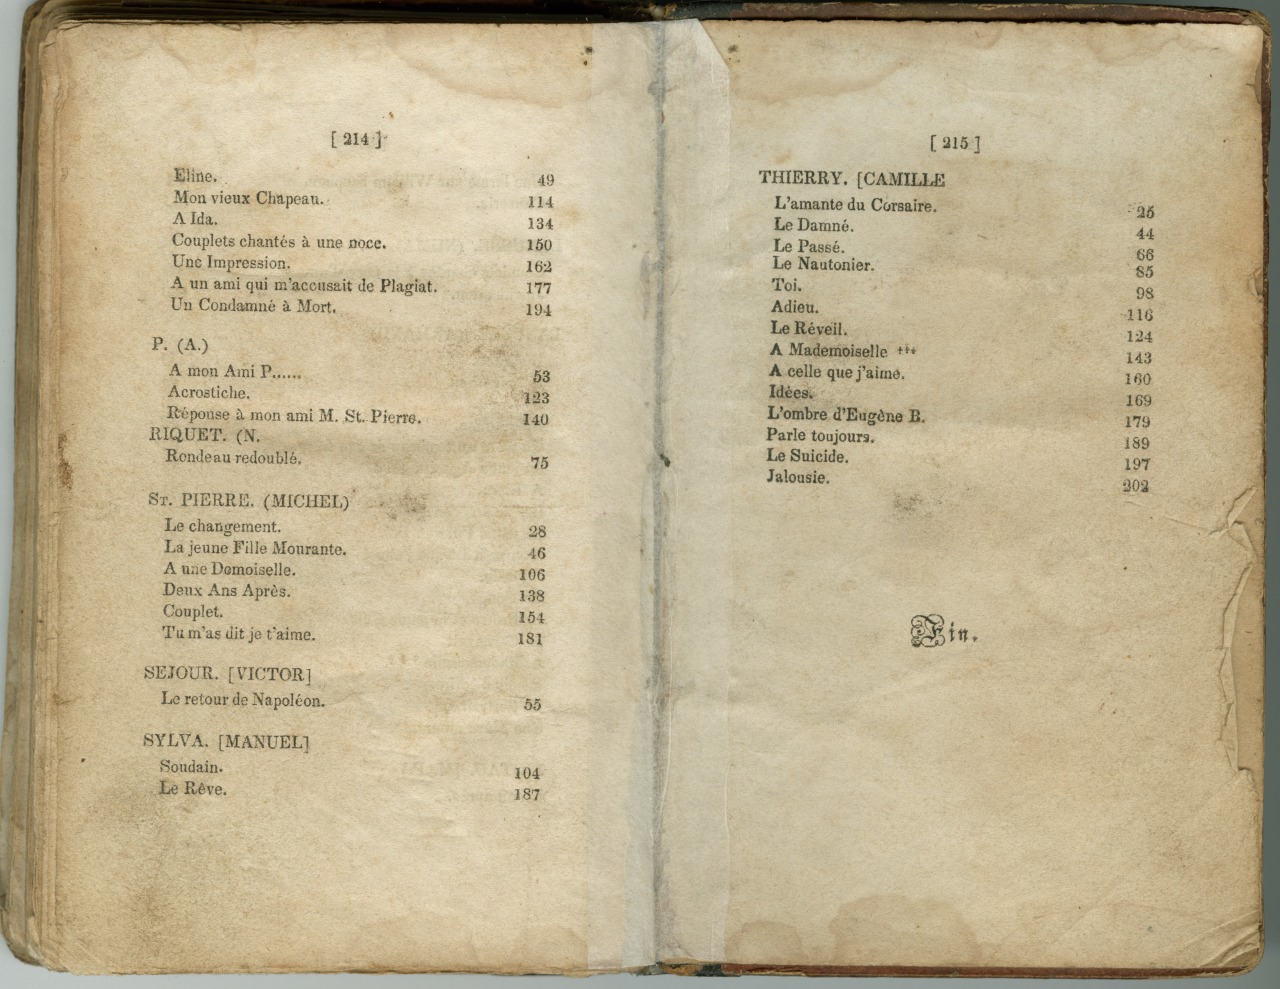 [ 214 ]
Eline. 49
Mon vieux Chapeau. 114
A Ida. 134
Couplets chantés à une noce. 150
Une Impression. 162
A un ami qui m'accusait de Plagiat. 177
Un Condamné à Mort. 194
P. (A.)
A mon Ami P...... 53
Acrostiche. 123
Réponse à mon ami M. St. Pierre. 140
RIQUET. (N.
Rondeau redoublé. 75
St. PIERRE. (MICHEL)
Le changement. 28
La jeune Fille Mourante. 46
A une Demoiselle. 106
Deux Ans Après. 138
Couplet. 154
Tu m'as dit je t'aime. 181
SEJOUR. [VICTOR]
Le retour de Napoléon. 55
SYLVA. [MANUEL]
Soudain. 104
Le Rêve. 187
[ 215 ]
THIERRY. [CAMILLE
L'amante du Corsaire. 25
Le Damné. 44
Le Passé. 66
Le Nautonier. 85
Toi. 98
Adieu. 116
Le Réveil. 124
A Mademoiselle *** 143
A celle que j'aime. 160
Idées. 169
L'ombre d'Eugène B. 179
Parle toujours. 189
Le Suicide. 197
Jalousie. 202
Fin.